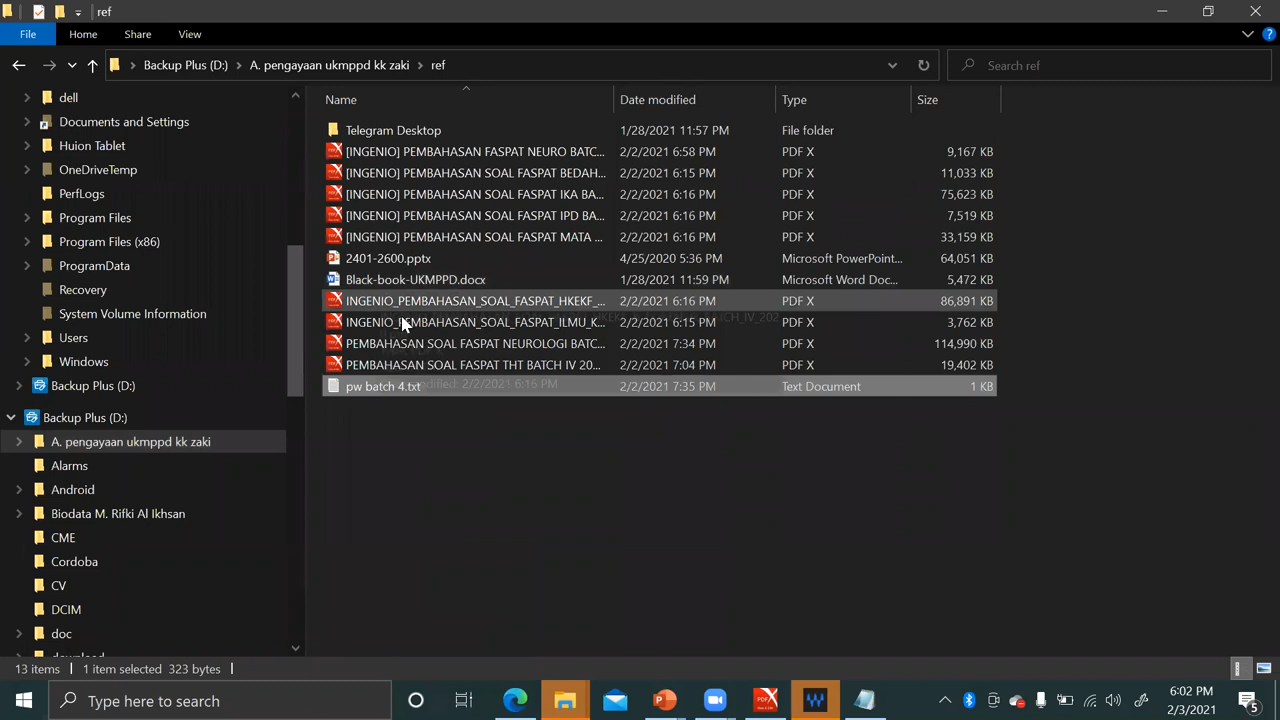 ref
File
Home
Share
View
Backup Plus (D:)
A. pengayaan ukmppd kk zaki
ref
Search ref
dell
Documents and Settings
Huion Tablet
OneDriveTemp
PerfLogs
Program Files
Program Files (x86)
ProgramData
Recovery
System Volume Information
Users
Windows
Backup Plus (D:)
Backup Plus (D:)
A. pengayaan ukmppd kk zaki
Alarms
Android
Biodata M. Rifki Al Ikhsan
CME
Cordoba
CV
DCIM
doc
download
Name Date modified Type Size
Telegram Desktop 1/28/2021 11:57 PM File folder
[INGENIO] PEMBAHASAN FASPAT NEURO BATC... 2/2/2021 6:58 PM PDF X 9,167 KB
[INGENIO] PEMBAHASAN SOAL FASPAT BEDAH... 2/2/2021 6:15 PM PDF X 11,033 KB
[INGENIO] PEMBAHASAN SOAL FASPAT IKA BA... 2/2/2021 6:16 PM PDF X 75,623 KB
[INGENIO] PEMBAHASAN SOAL FASPAT IPD BA... 2/2/2021 6:16 PM PDF X 7,519 KB
[INGENIO] PEMBAHASAN SOAL FASPAT MATA ... 2/2/2021 6:16 PM PDF X 33,159 KB
2401-2600.pptx 4/25/2020 5:36 PM Microsoft PowerPoint... 64,051 KB
Black-book-UKMPPD.docx 1/28/2021 11:59 PM Microsoft Word Doc... 5,472 KB
INGENIO_PEMBAHASAN_SOAL_FASPAT_HKEKF_... 2/2/2021 6:16 PM PDF X 86,891 KB
INGENIO_PEMBAHASAN_SOAL_FASPAT_ILMU_K... 2/2/2021 6:15 PM PDF X 3,762 KB
PEMBAHASAN SOAL FASPAT NEUROLOGI BATC... 2/2/2021 7:34 PM PDF X 114,990 KB
PEMBAHASAN SOAL FASPAT THT BATCH IV 20... 2/2/2021 7:04 PM PDF X 19,402 KB
pw batch 4.txt 2/2/2021 7:35 PM Text Document 1 KB
13 items 1 item selected 323 bytes
Type here to search
6:02 PM
2/3/2021
5